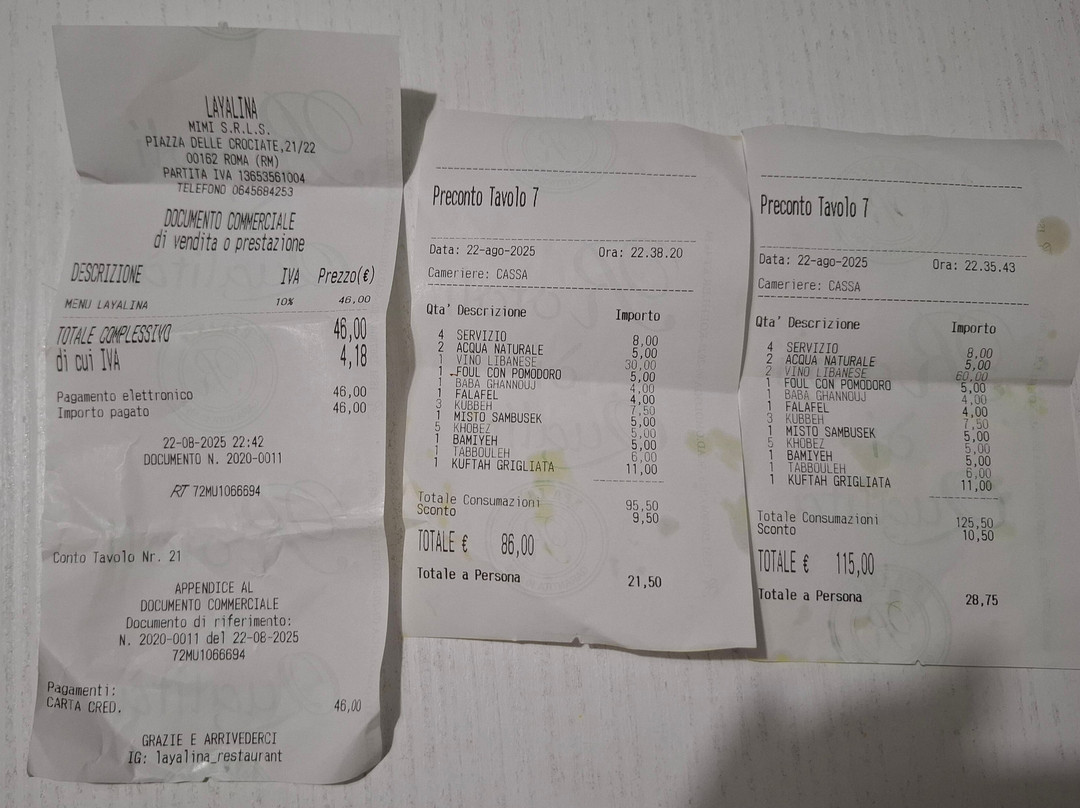 LAYALINA
MIMI S.R.L.S.
PIAZZA DELLE CROCIATE,21/22
00162 ROMA (RM)
PARTITA IVA 13653561004
TELEFONO 0645684253
DOCUMENTO COMMERCIALE
di vendita o prestazione
DESCRIZIONE IVA Prezzo(€)
MENU LAYALINA 10% 46,00
TOTALE COMPLESSIVO 46,00
di cui IVA 4,18
Pagamento elettronico 46,00
Importo pagato 46,00
22-08-2025 22:42
DOCUMENTO N. 2020-0011
RT 72MU1066694
Conto Tavolo Nr. 21
APPENDICE AL
DOCUMENTO COMMERCIALE
Documento di riferimento:
N. 2020-0011 del 22-08-2025
72MU1066694
Pagamenti:
CARTA CRED. 46,00
GRAZIE E ARRIVEDERCI
IG: layalina_restaurant
Preconto Tavolo 7
Data: 22-ago-2025 Ora: 22.38.20
Cameriere: CASSA
Qta' Descrizione Importo
4 SERVIZIO 8,00
2 ACQUA NATURALE 5,00
1 VINO LIBANESE 30,00
1 FOUL CON POMODORO 5,00
1 BABA GHANNOUJ 4,00
1 FALAFEL 4,00
3 KUBBEH 7,50
1 MISTO SAMBUSEK 5,00
5 KHOBEZ 5,00
1 BAMIYEH 5,00
1 TABBOULEH 6,00
1 KUFTAH GRIGLIATA 11,00
Totale Consumazioni 95,50
Sconto 9,50
TOTALE € 86,00
Totale a Persona 21,50
Preconto Tavolo 7
Data: 22-ago-2025 Ora: 22.35.43
Cameriere: CASSA
Qta' Descrizione Importo
4 SERVIZIO 8,00
2 ACQUA NATURALE 5,00
2 VINO LIBANESE 60,00
1 FOUL CON POMODORO 5,00
1 BABA GHANNOUJ 4,00
1 FALAFEL 4,00
3 KUBBEH 7,50
1 MISTO SAMBUSEK 5,00
5 KHOBEZ 5,00
1 BAMIYEH 5,00
1 TABBOULEH 6,00
1 KUFTAH GRIGLIATA 11,00
Totale Consumazioni 125,50
Sconto 10,50
TOTALE € 115,00
Totale a Persona 28,75